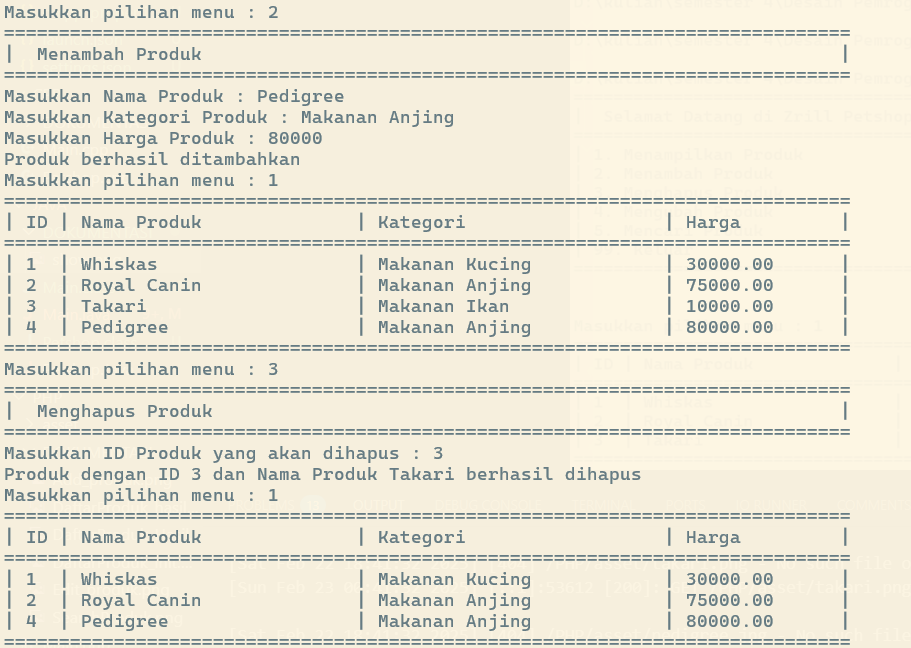 Masukkan pilihan menu : 2
=============================================================================
|  Menambah Produk                                                          |
=============================================================================
Masukkan Nama Produk : Pedigree
Masukkan Kategori Produk : Makanan Anjing
Masukkan Harga Produk : 80000
Produk berhasil ditambahkan
Masukkan pilihan menu : 1
=============================================================================
| ID | Nama Produk              | Kategori                  | Harga         |
=============================================================================
| 1  | Whiskas                  | Makanan Kucing            | 30000.00      |
| 2  | Royal Canin              | Makanan Anjing            | 75000.00      |
| 3  | Takari                   | Makanan Ikan              | 10000.00      |
| 4  | Pedigree                 | Makanan Anjing            | 80000.00      |
=============================================================================
Masukkan pilihan menu : 3
=============================================================================
|  Menghapus Produk                                                         |
=============================================================================
Masukkan ID Produk yang akan dihapus : 3
Produk dengan ID 3 dan Nama Produk Takari berhasil dihapus
Masukkan pilihan menu : 1
=============================================================================
| ID | Nama Produk              | Kategori                  | Harga         |
=============================================================================
| 1  | Whiskas                  | Makanan Kucing            | 30000.00      |
| 2  | Royal Canin              | Makanan Anjing            | 75000.00      |
| 4  | Pedigree                 | Makanan Anjing            | 80000.00      |
=============================================================================